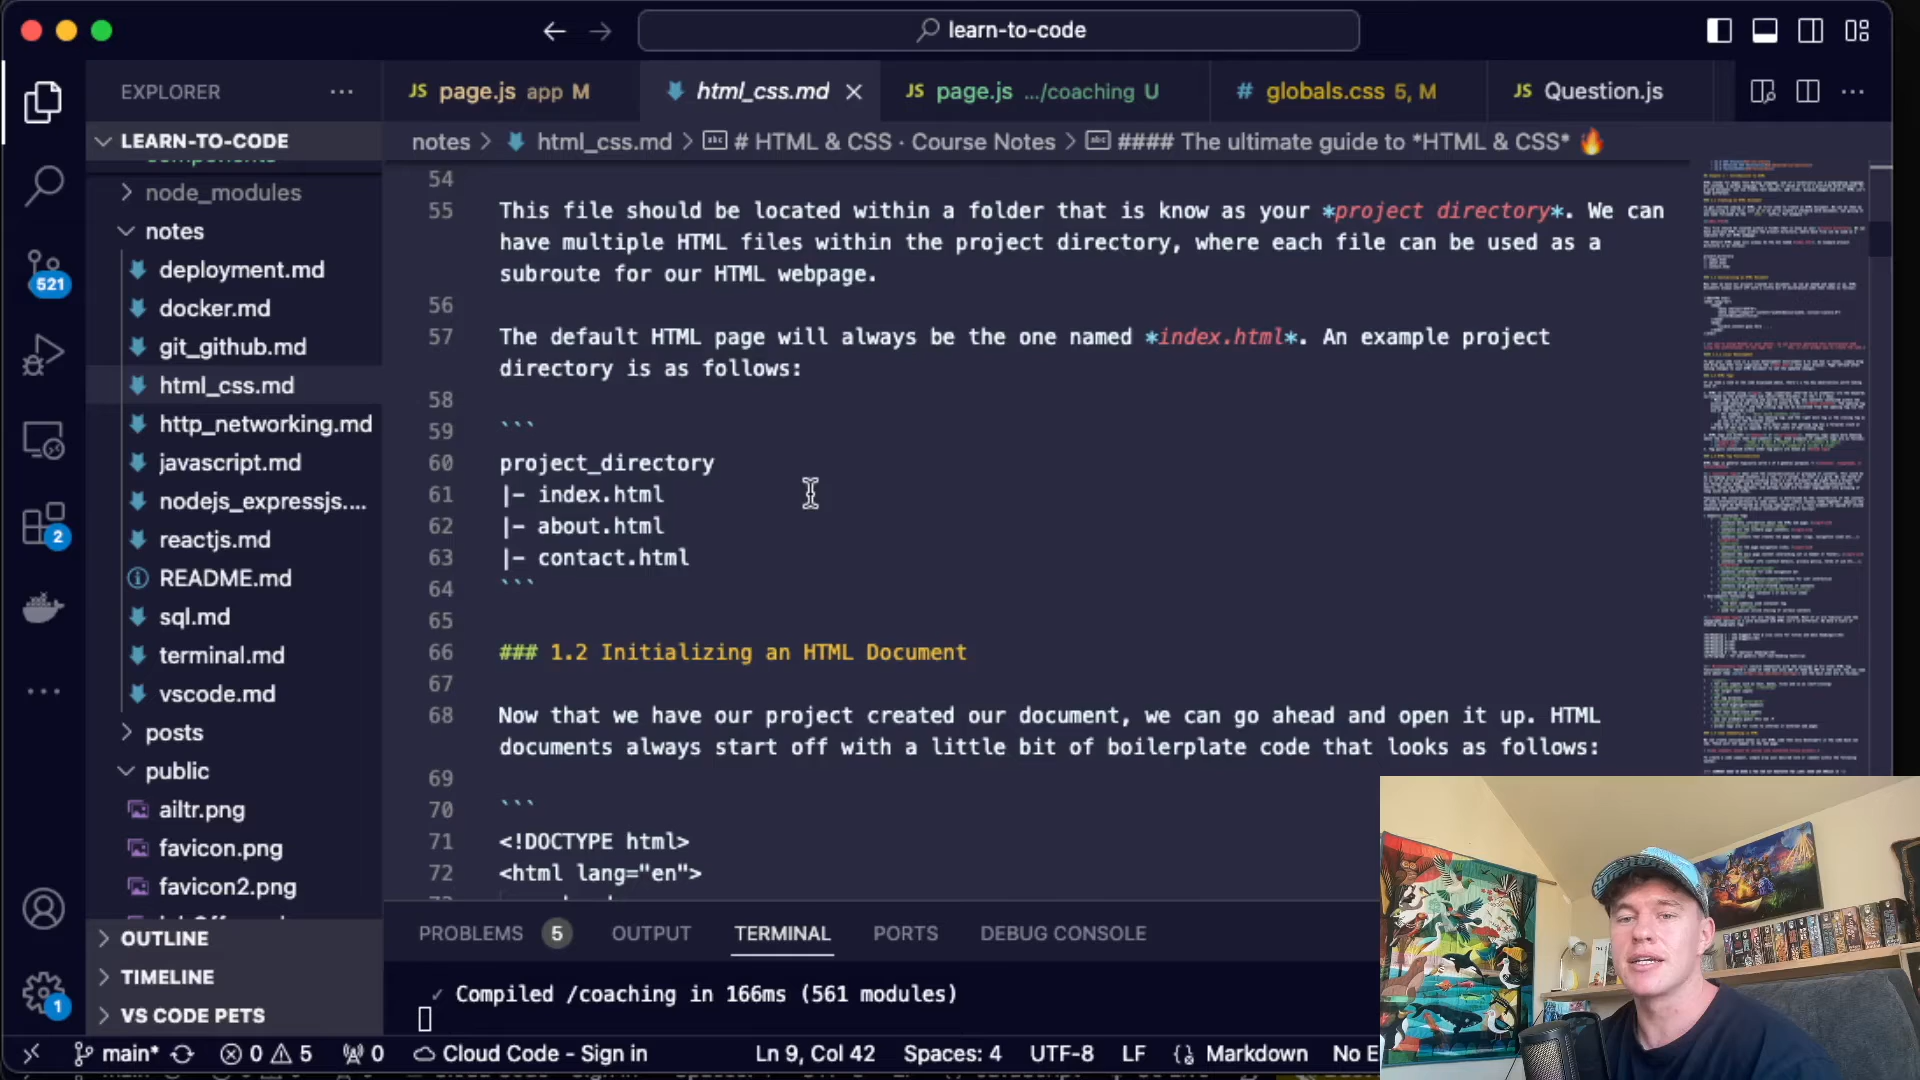 learn-to-code
EXPLORER ...
JS page.js app M
html_css.md
JS page.js .../coaching U
# globals.css 5, M
JS Question.js
LEARN-TO-CODE
notes > html_css.md > # HTML & CSS · Course Notes > #### The ultimate guide to *HTML & CSS* 🔥
components
node_modules
notes
deployment.md
docker.md
git_github.md
html_css.md
http_networking.md
javascript.md
nodejs_expressjs....
reactjs.md
README.md
sql.md
terminal.md
vscode.md
posts
public
ailtr.png
favicon.png
favicon2.png
OUTLINE
TIMELINE
VS CODE PETS
521
2
1
54
55 This file should be located within a folder that is know as your *project directory*. We can
have multiple HTML files within the project directory, where each file can be used as a
subroute for our HTML webpage.
56
57 The default HTML page will always be the one named *index.html*. An example project
directory is as follows:
58
59 ```
60 project_directory
61 |- index.html
62 |- about.html
63 |- contact.html
64 ```
65
66 ### 1.2 Initializing an HTML Document
67
68 Now that we have our project created our document, we can go ahead and open it up. HTML
documents always start off with a little bit of boilerplate code that looks as follows:
69
70 ```
71 <!DOCTYPE html>
72 <html lang="en">
PROBLEMS 5 OUTPUT TERMINAL PORTS DEBUG CONSOLE
✓ Compiled /coaching in 166ms (561 modules)
main* 0 5 0 Cloud Code - Sign in Ln 9, Col 42 Spaces: 4 UTF-8 LF Markdown No E